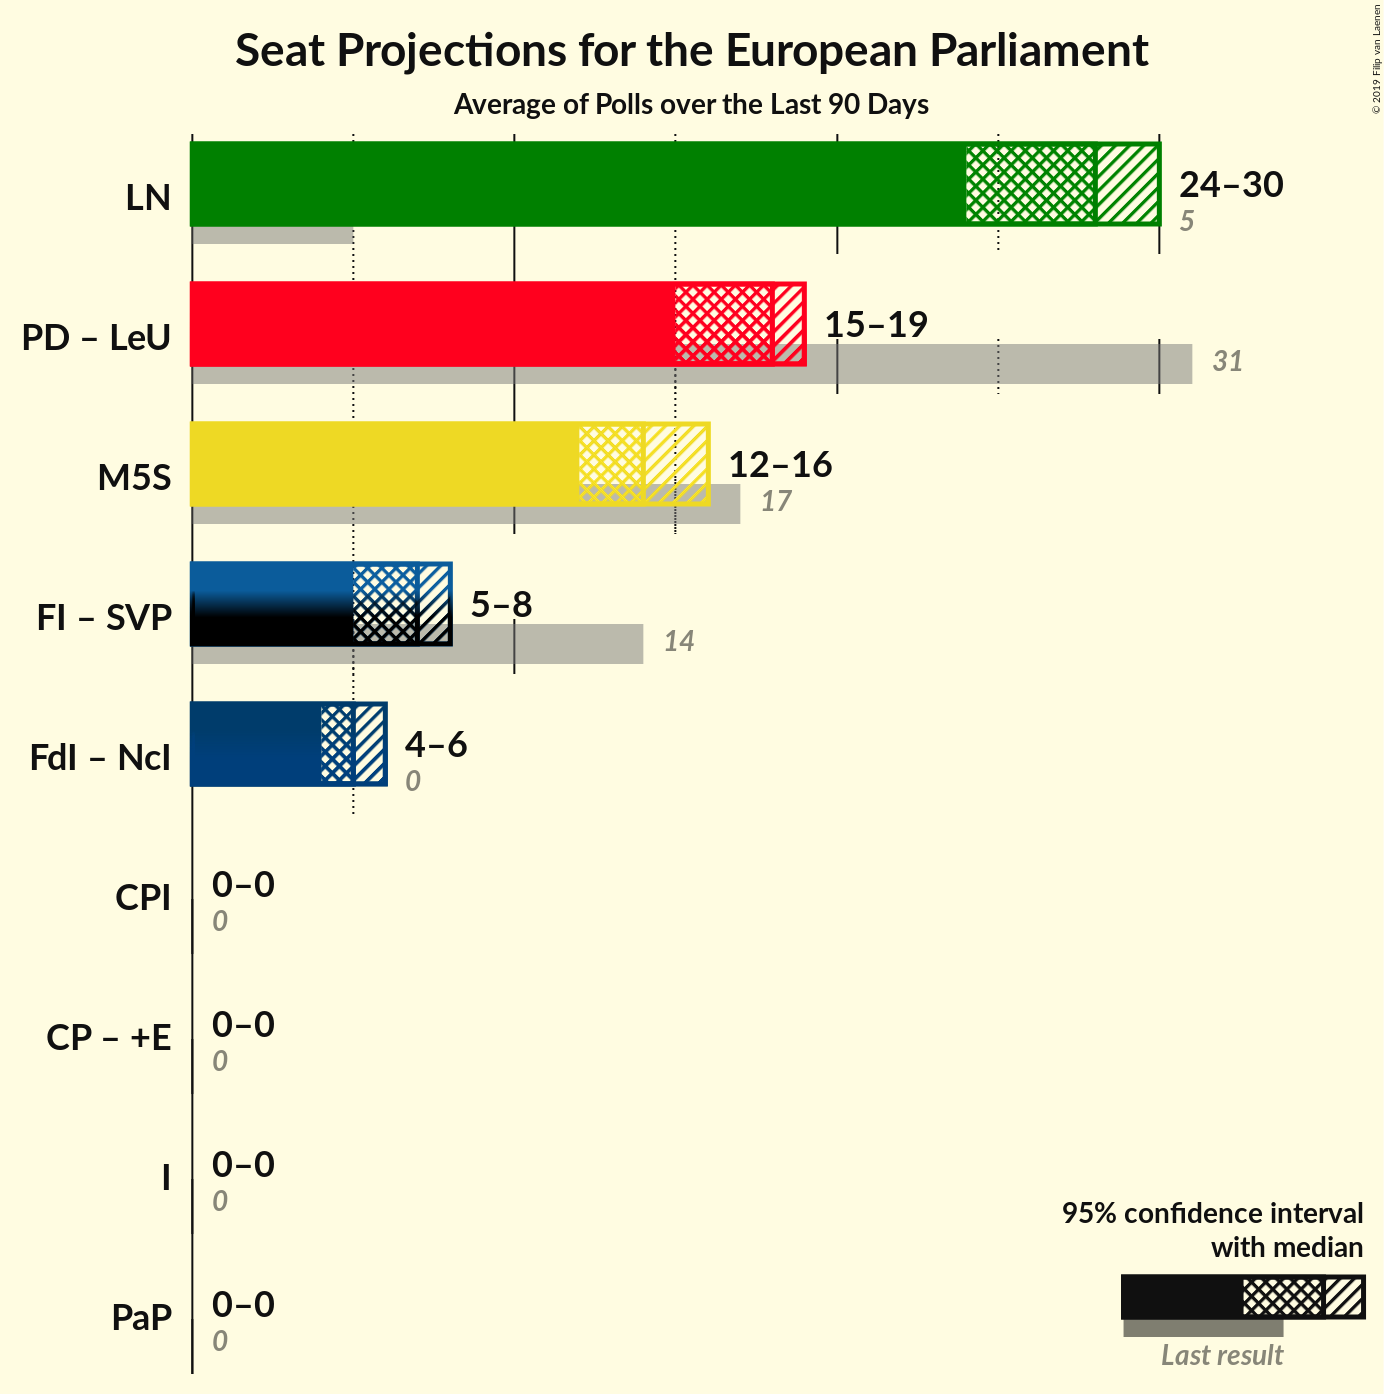 Seat Projections for the European Parliament
Average of Polls over the Last 90 Days
© 2019 Filip van Laenen
LN
24–30
5
PD – LeU
15–19
31
M5S
12–16
17
FI – SVP
5–8
14
FdI – NcI
4–6
0
CPI
0–0
0
CP – +E
0–0
0
I
0–0
0
PaP
0–0
0
95% confidence interval
with median
Last result